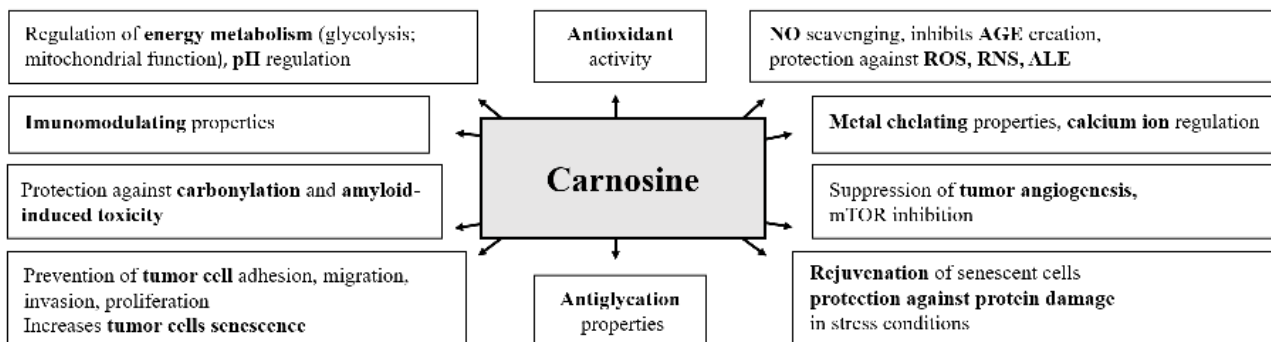 Regulation of energy metabolism (glycolysis;
mitochondrial function), pH regulation
Antioxidant
activity
NO scavenging, inhibits AGE creation,
protection against ROS, RNS, ALE
Imunomodulating properties
Metal chelating properties, calcium ion regulation
Carnosine
Protection against carbonylation and amyloid-
induced toxicity
Suppression of tumor angiogenesis,
mTOR inhibition
Prevention of tumor cell adhesion, migration,
invasion, proliferation
Increases tumor cells senescence
Antiglycation
properties
Rejuvenation of senescent cells
protection against protein damage
in stress conditions